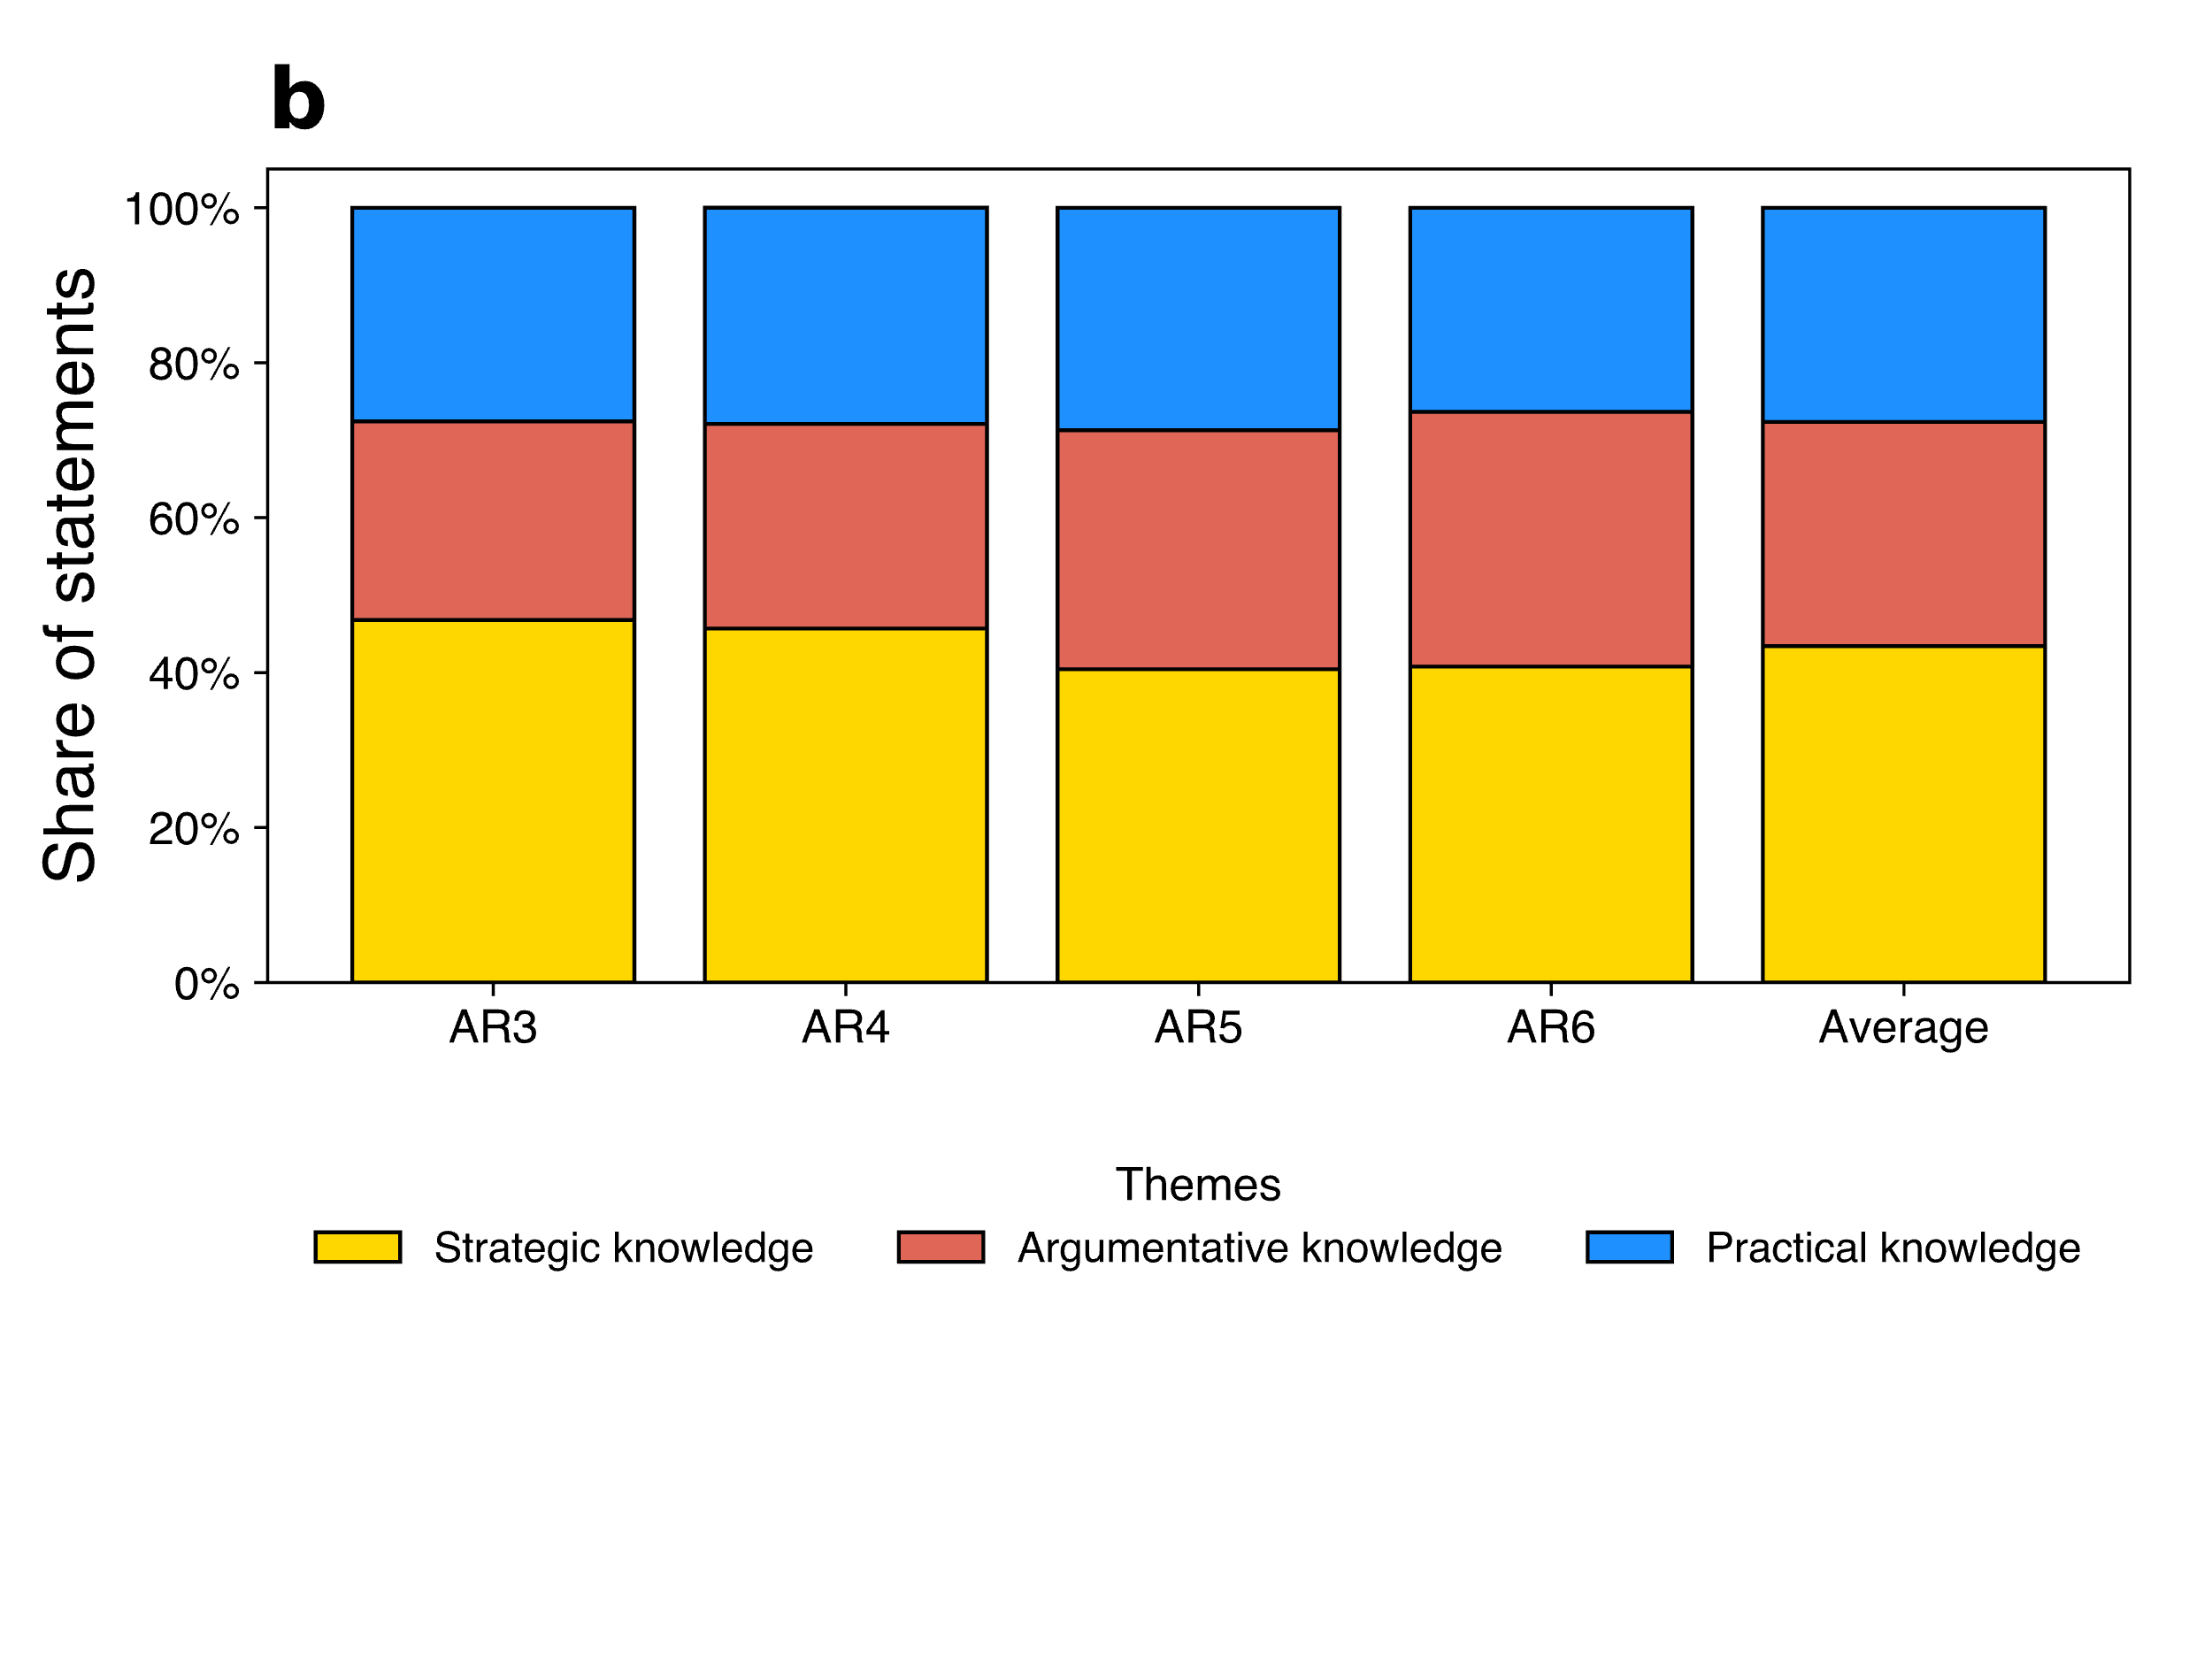 b
Share of statements
100%
80%
60%
40%
20%
0%
AR3 AR4 AR5 AR6 Average
Themes
Strategic knowledge Argumentative knowledge Practical knowledge